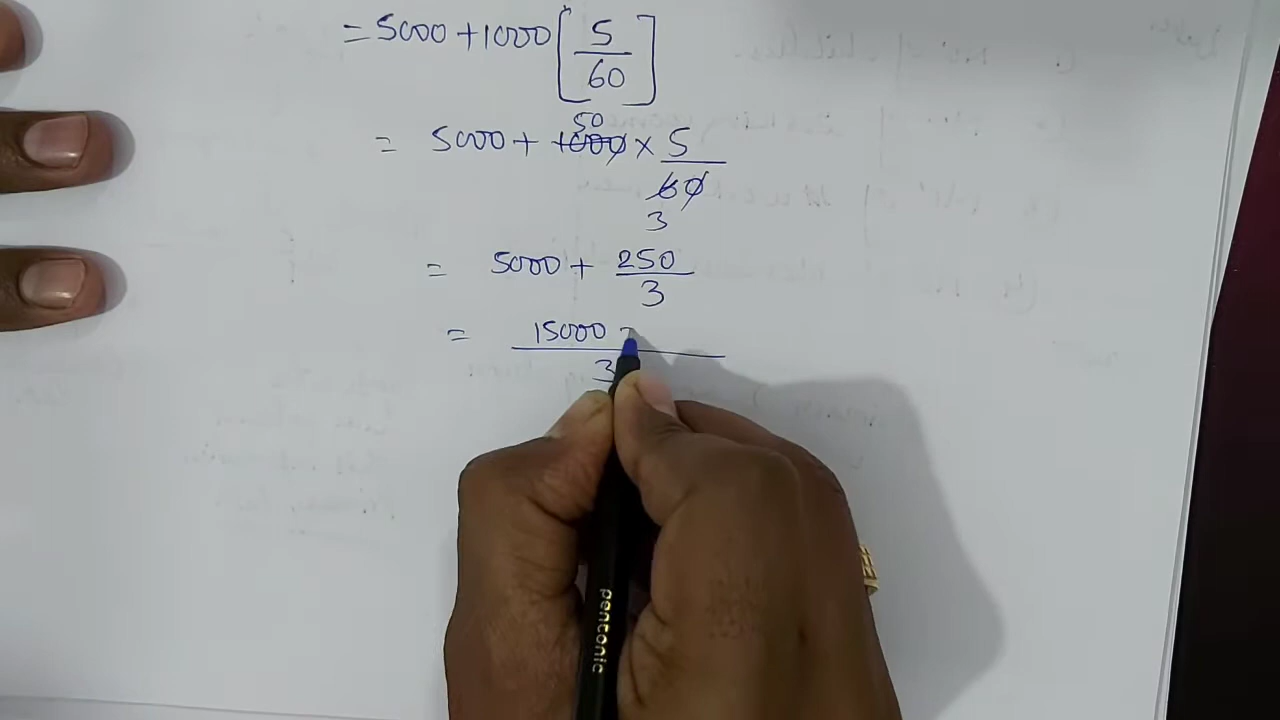 = 5000 + 1000 [ 5
60 ]
50
= 5000 + 1000 × 5
60
3
= 5000 + 250
3
= 15000
3
pentonic